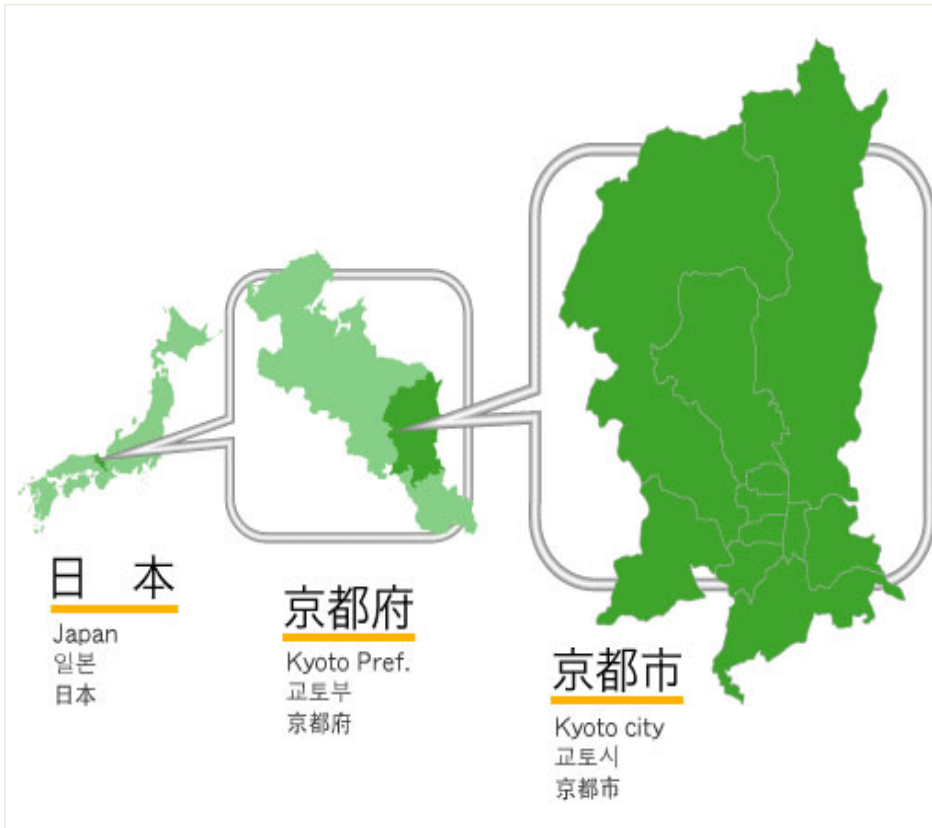 日 本
Japan
일본
日本
京都府
Kyoto Pref.
교토부
京都府
京都市
Kyoto city
교토시
京都市